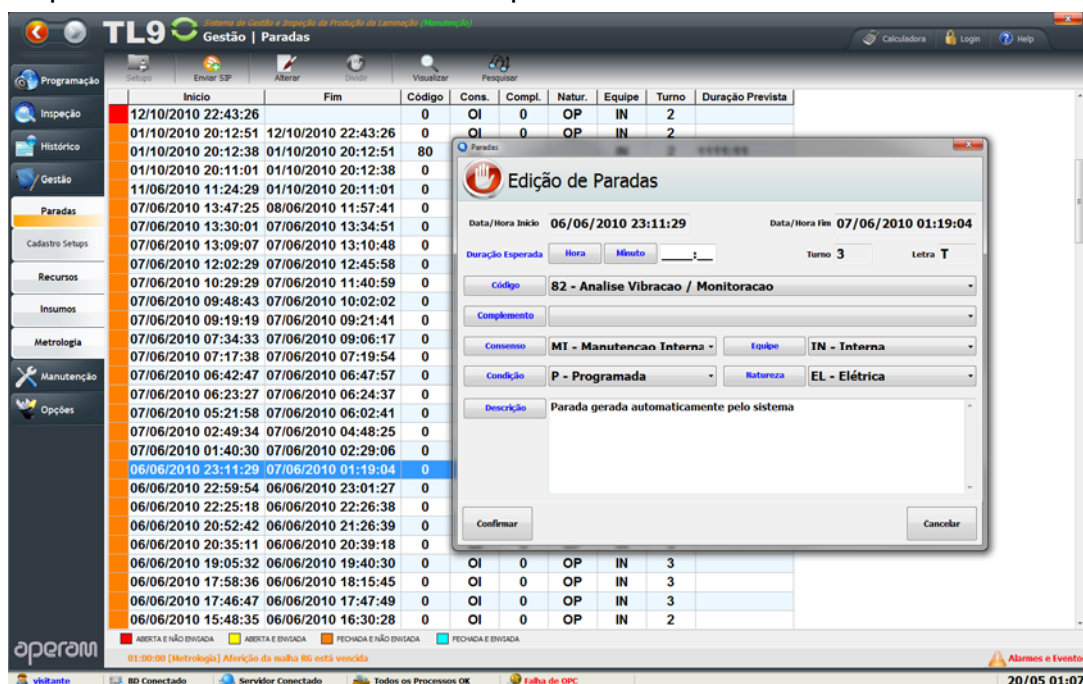 TL9 Sistema de Gestão e Inspeção da Produção da Laminação (Manutenção)
Gestão | Paradas
Calculadora Login Help
Setups Enviar SIP Alterar Dividir Visualizar Pesquisar
Programação
Inspeção
Histórico
Gestão
Paradas
Cadastro Setups
Recursos
Insumos
Metrologia
Manutenção
Opções
aperam
Início Fim Código Cons. Compl. Natur. Equipe Turno Duração Prevista
12/10/2010 22:43:26 0 OI 0 OP IN 2
01/10/2010 20:12:51 12/10/2010 22:43:26 0 OI 0 OP IN 2
01/10/2010 20:12:38 01/10/2010 20:12:51 80
01/10/2010 20:11:01 01/10/2010 20:12:38 0
11/06/2010 11:24:29 01/10/2010 20:11:01 0
07/06/2010 13:47:25 08/06/2010 11:57:41 0
07/06/2010 13:30:01 07/06/2010 13:34:51 0
07/06/2010 13:09:07 07/06/2010 13:10:48 0
07/06/2010 12:02:29 07/06/2010 12:45:58 0
07/06/2010 10:29:29 07/06/2010 11:40:59 0
07/06/2010 09:48:43 07/06/2010 10:02:02 0
07/06/2010 09:19:19 07/06/2010 09:21:41 0
07/06/2010 07:34:33 07/06/2010 09:06:17 0
07/06/2010 07:17:38 07/06/2010 07:19:54 0
07/06/2010 06:42:47 07/06/2010 06:47:57 0
07/06/2010 06:23:27 07/06/2010 06:24:37 0
07/06/2010 05:21:58 07/06/2010 06:02:41 0
07/06/2010 02:49:34 07/06/2010 04:48:25 0
07/06/2010 01:40:30 07/06/2010 02:29:06 0
06/06/2010 23:11:29 07/06/2010 01:19:04 0
06/06/2010 22:59:54 06/06/2010 23:01:27 0
06/06/2010 22:25:18 06/06/2010 22:26:38 0
06/06/2010 20:52:42 06/06/2010 21:26:39 0
06/06/2010 20:35:11 06/06/2010 20:39:18 0
06/06/2010 19:05:32 06/06/2010 19:40:30 0 OI 0 OP IN 3
06/06/2010 17:58:36 06/06/2010 18:15:45 0 OI 0 OP IN 3
06/06/2010 17:46:47 06/06/2010 17:47:49 0 OI 0 OP IN 3
06/06/2010 15:48:35 06/06/2010 16:30:28 0 OI 0 OP IN 2
Paradas
Edição de Paradas
Data/Hora Início 06/06/2010 23:11:29 Data/Hora Fim 07/06/2010 01:19:04
Duração Esperada Hora Minuto __:__ Turno 3 Letra T
Código 82 - Analise Vibracao / Monitoracao
Complemento
Consenso MI - Manutencao Interna Equipe IN - Interna
Condição P - Programada Natureza EL - Elétrica
Descrição Parada gerada automaticamente pelo sistema
Confirmar Cancelar
ABERTA E NÃO ENVIADA ABERTA E ENVIADA FECHADA E NÃO ENVIADA FECHADA E ENVIADA
01:00:00 [Metrologia] Aferição da malha RG está vencida Alarmes e Eventos
visitante BD Conectado Servidor Conectado Todos os Processos OK Falha de OPC 20/05 01:07